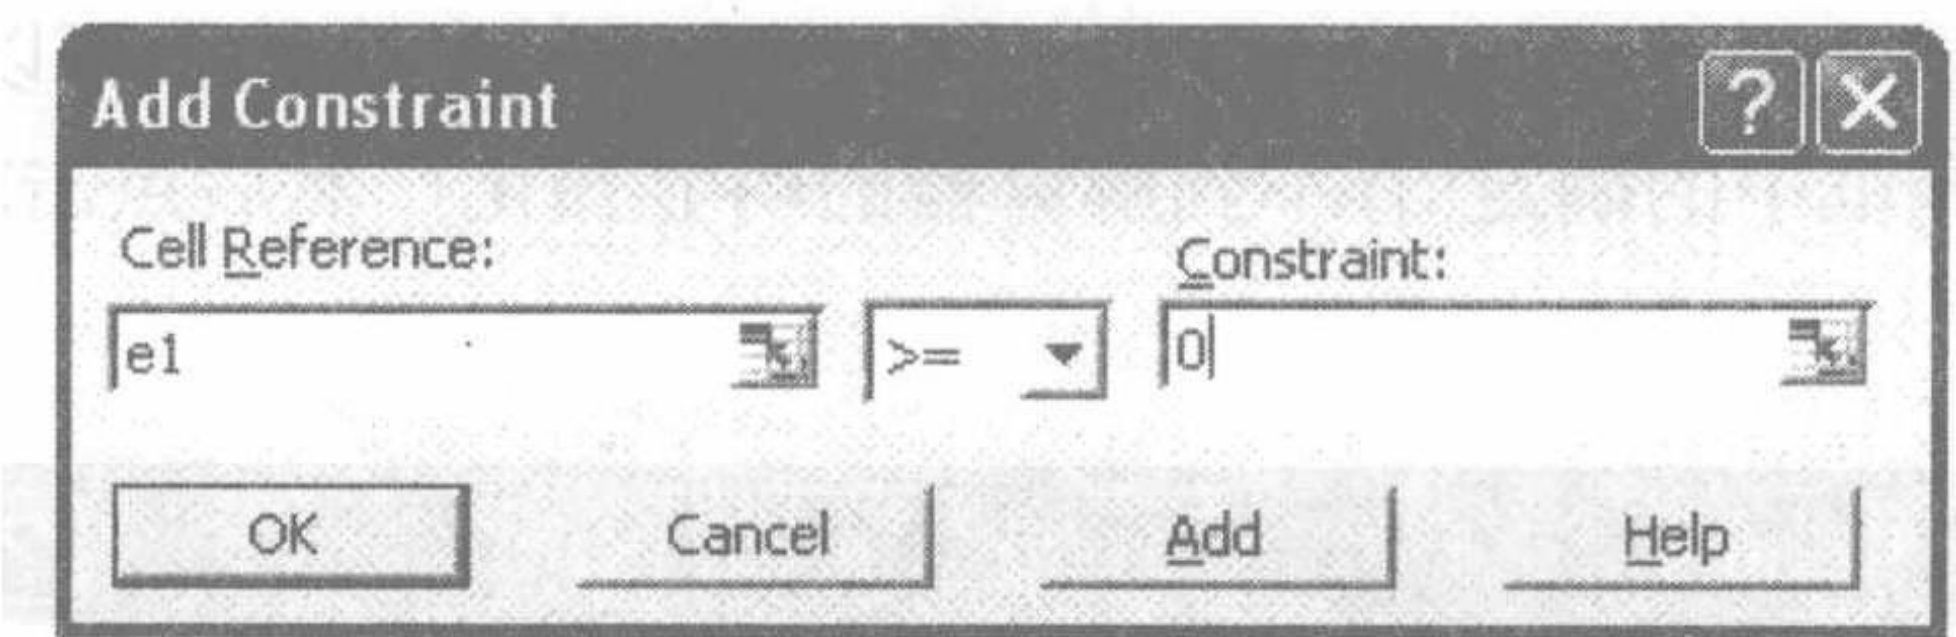 Add Constraint
Cell Reference:
Constraint:
e1
>=
0
OK
Cancel
Add
Help